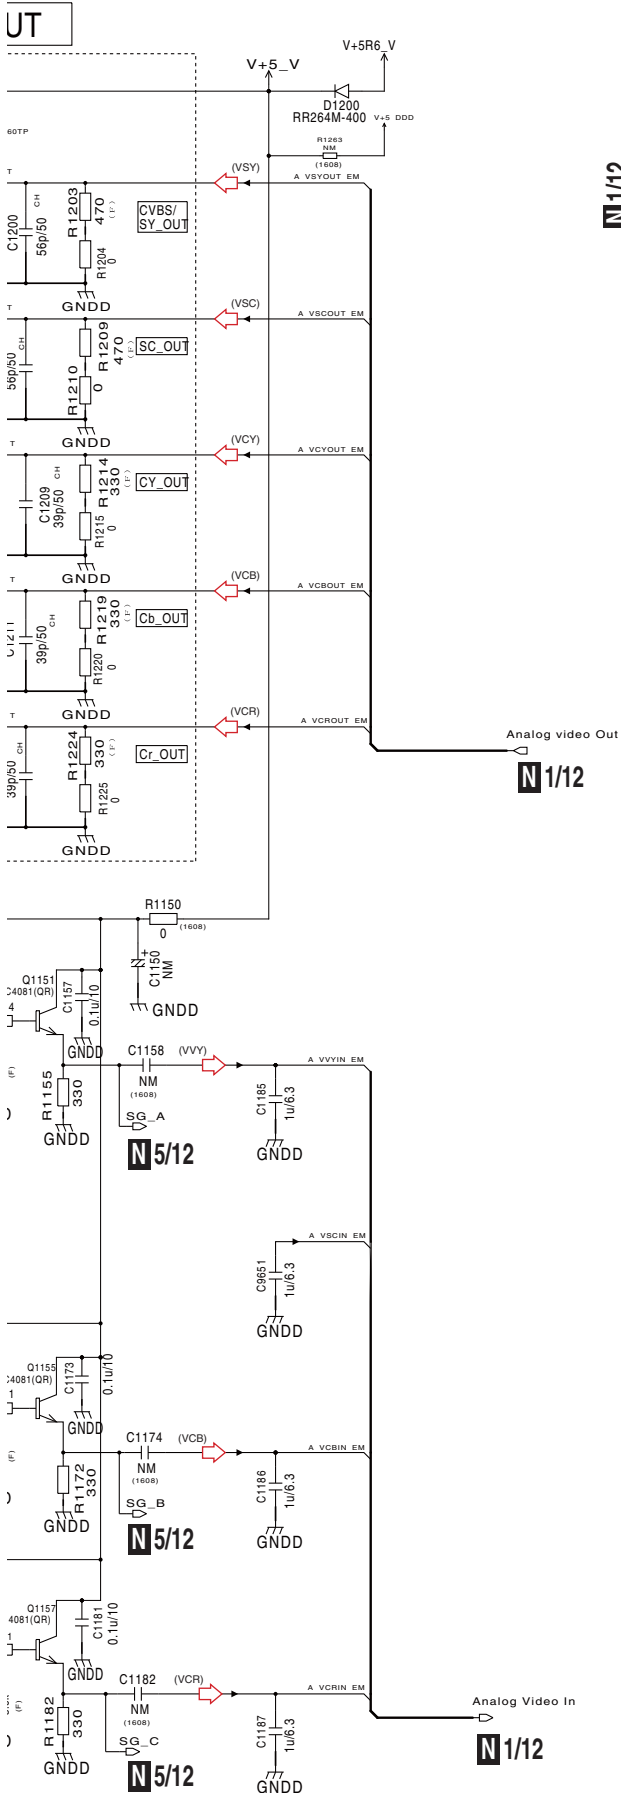 UT
V+5R6_V
V+5_V
D1200
RR264M-400
V+5 DDD
60TP
R1263
NM
(1608)
N 1/12
T
(VSY)
A VSYOUT EM
C1200
56p/50
CH
R1203
470
(F)
R1204
0
CVBS/
SY_OUT
GNDD
T
(VSC)
A VSCOUT EM
56p/50
CH
R1209
470
(F)
R1210
0
SC_OUT
GNDD
T
(VCY)
A VCYOUT EM
C1209
39p/50
CH
R1214
330
(F)
R1215
0
CY_OUT
GNDD
T
(VCB)
A VCBOUT EM
C1211
39p/50
CH
R1219
330
(F)
R1220
0
Cb_OUT
GNDD
T
(VCR)
A VCROUT EM
39p/50
CH
R1224
330
(F)
R1225
0
Cr_OUT
GNDD
Analog video Out
N 1/12
R1150
0
(1608)
C1150
NM
+
GNDD
Q1151
C4081(QR)
4
C1157
0.1u/10
GNDD
(F)
R1155
330
GNDD
C1158
NM
(1608)
(VVY)
SG_A
N 5/12
C1185
1u/6.3
GNDD
A VVYIN EM
A VSCIN EM
C9651
1u/6.3
GNDD
Q1155
C4081(QR)
1
C1173
0.1u/10
GNDD
(F)
R1172
330
GNDD
C1174
NM
(1608)
(VCB)
SG_B
N 5/12
C1186
1u/6.3
GNDD
A VCBIN EM
Q1157
4081(QR)
1
C1181
0.1u/10
GNDD
(F)
R1182
330
GNDD
C1182
NM
(1608)
(VCR)
SG_C
N 5/12
C1187
1u/6.3
GNDD
A VCRIN EM
Analog Video In
N 1/12